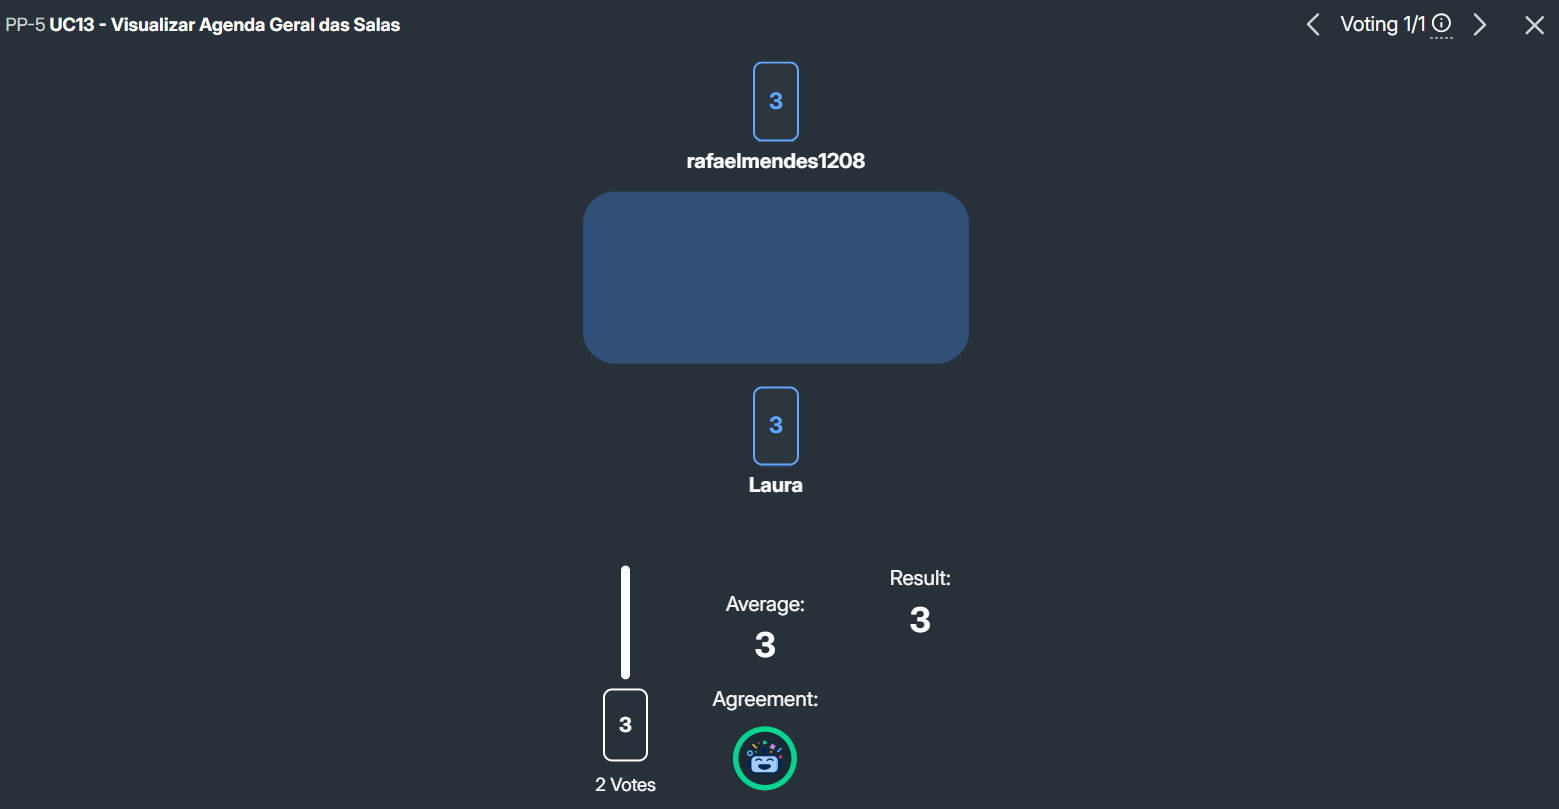 PP-5 UC13 - Visualizar Agenda Geral das Salas
Voting 1/1
3
rafaelmendes1208
3
Laura
Average:
3
Result:
3
Agreement:
3
2 Votes